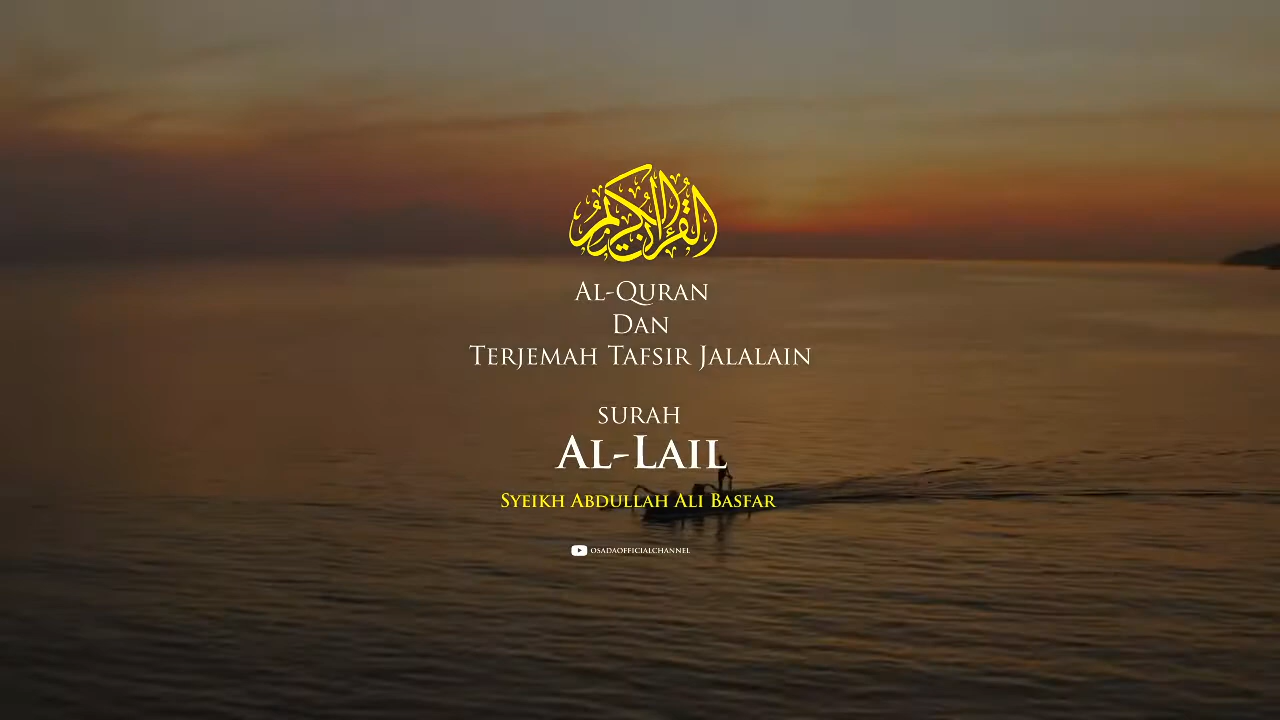 القرآن الكريم
AL-QURAN
DAN
TERJEMAH TAFSIR JALALAIN
SURAH
AL-LAIL
SYEIKH ABDULLAH ALI BASFAR
OSADAOFFICIALCHANNEL